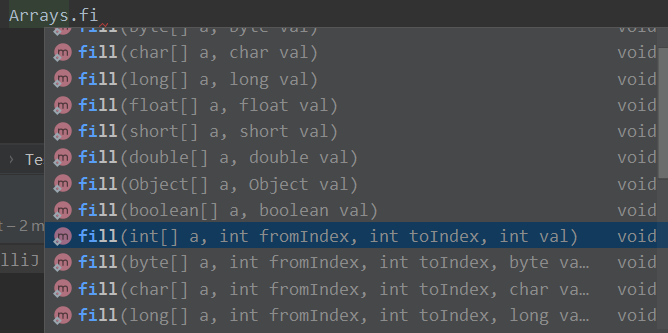 Arrays.fi
fill(byte[] a, byte val) void
m fill(char[] a, char val) void
m fill(long[] a, long val) void
m fill(float[] a, float val) void
m fill(short[] a, short val) void
m fill(double[] a, double val) void
› Te
m fill(Object[] a, Object val) void
m fill(boolean[] a, boolean val) void
t – 2 m
m fill(int[] a, int fromIndex, int toIndex, int val) void
lliJ
m fill(byte[] a, int fromIndex, int toIndex, byte va… void
m fill(char[] a, int fromIndex, int toIndex, char va… void
m fill(long[] a, int fromIndex, int toIndex, long va… void